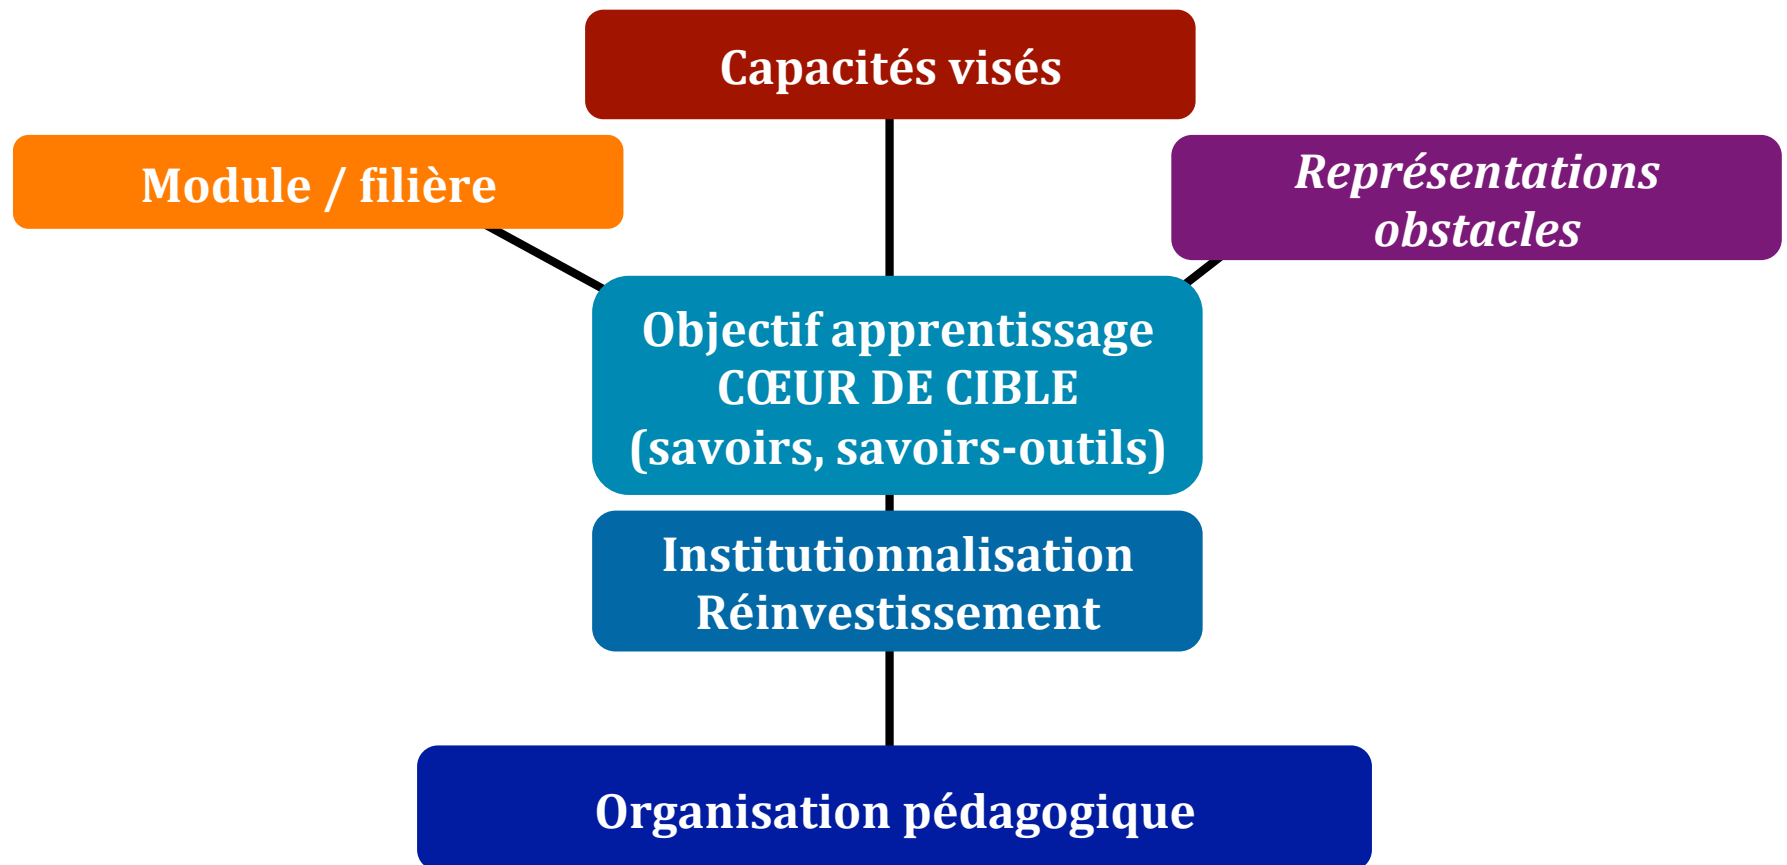 Capacités visés
Module / filière
Représentations
obstacles
Objectif apprentissage
CŒUR DE CIBLE
(savoirs, savoirs-outils)
Institutionnalisation
Réinvestissement
Organisation pédagogique